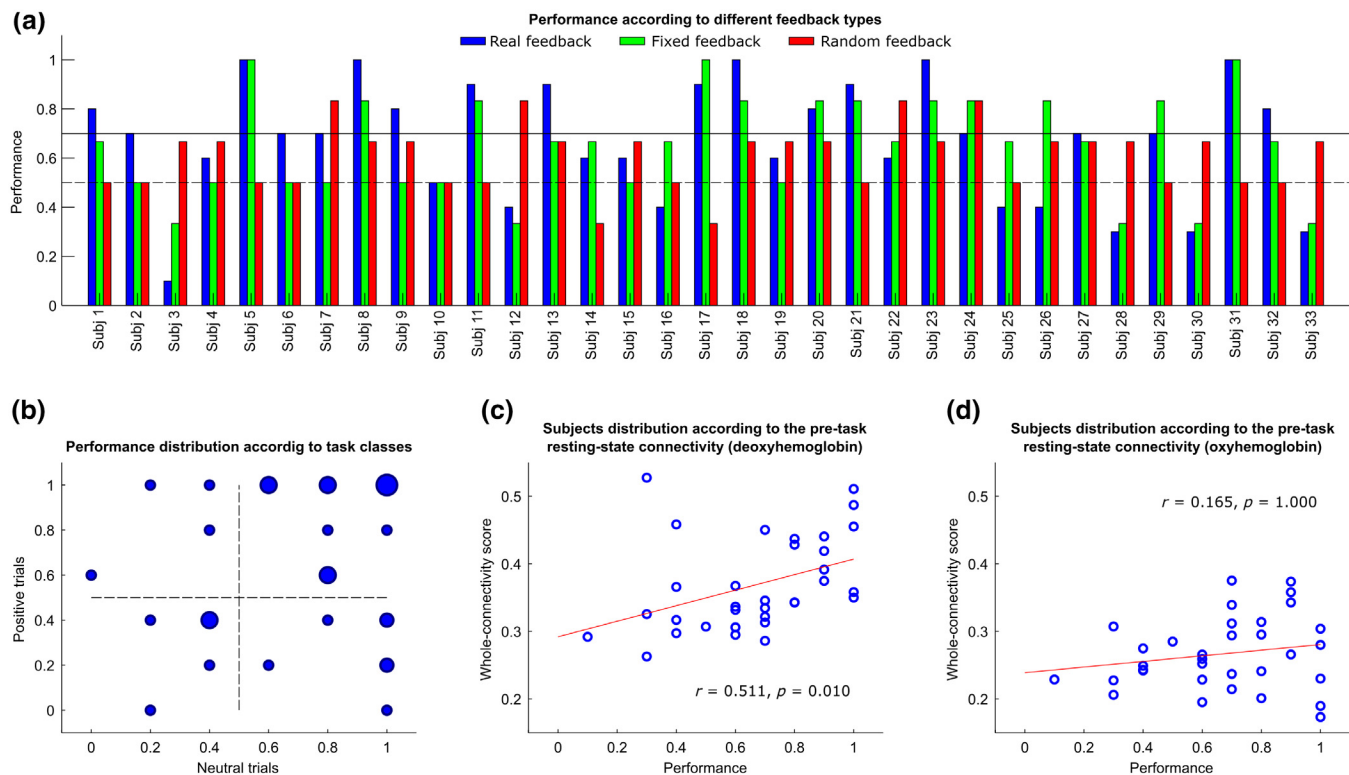 (a)
Performance according to different feedback types
Real feedback Fixed feedback Random feedback
Performance
1
0.8
0.6
0.4
0.2
0
Subj 1 Subj 2 Subj 3 Subj 4 Subj 5 Subj 6 Subj 7 Subj 8 Subj 9 Subj 10 Subj 11 Subj 12 Subj 13 Subj 14 Subj 15 Subj 16 Subj 17 Subj 18 Subj 19 Subj 20 Subj 21 Subj 22 Subj 23 Subj 24 Subj 25 Subj 26 Subj 27 Subj 28 Subj 29 Subj 30 Subj 31 Subj 32 Subj 33
(b)
Performance distribution accordig to task classes
Positive trials
1
0.8
0.6
0.4
0.2
0
0 0.2 0.4 0.6 0.8 1
Neutral trials
(c)
Subjects distribution according to the pre-task
resting-state connectivity (deoxyhemoglobin)
Whole-connectivity score
0.5
0.4
0.3
0.2
r = 0.511, p = 0.010
0 0.2 0.4 0.6 0.8 1
Performance
(d)
Subjects distribution according to the pre-task
resting-state connectivity (oxyhemoglobin)
r = 0.165, p = 1.000
Whole-connectivity score
0.5
0.4
0.3
0.2
0 0.2 0.4 0.6 0.8 1
Performance